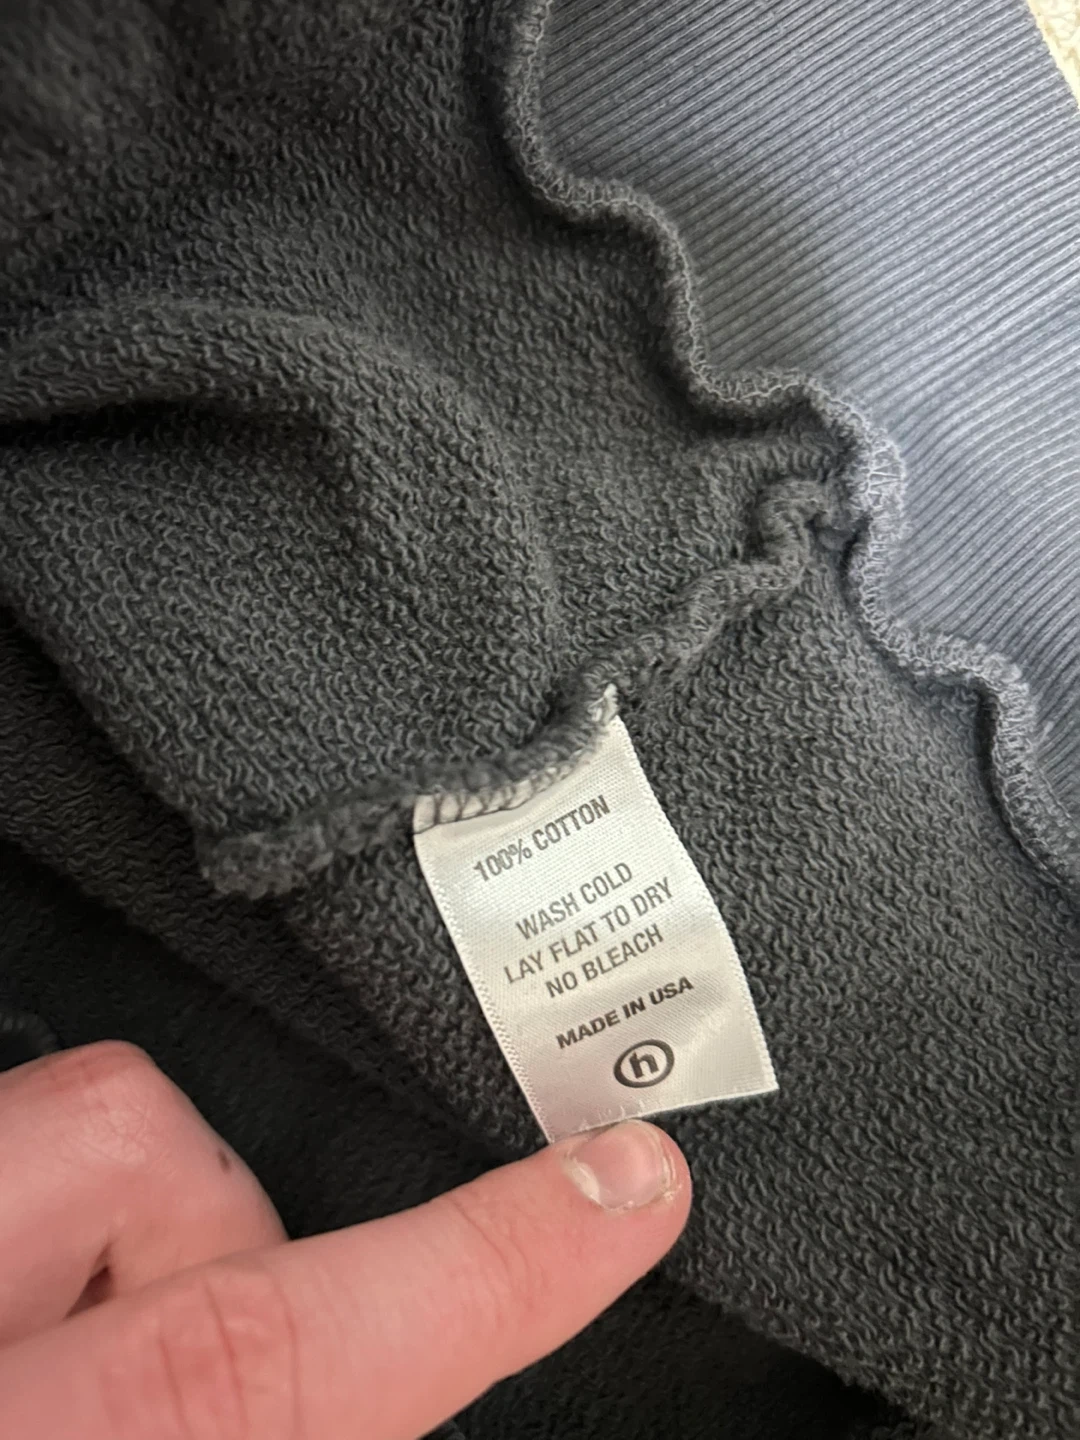 100% COTTON
WASH COLD
LAY FLAT TO DRY
NO BLEACH
MADE IN USA
h